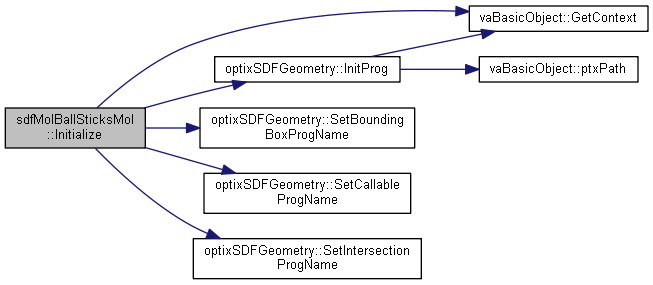 vaBasicObject::GetContext
optixSDFGeometry::InitProg
vaBasicObject::ptxPath
sdfMolBallSticksMol
::Initialize
optixSDFGeometry::SetBounding
BoxProgName
optixSDFGeometry::SetCallable
ProgName
optixSDFGeometry::SetIntersection
ProgName